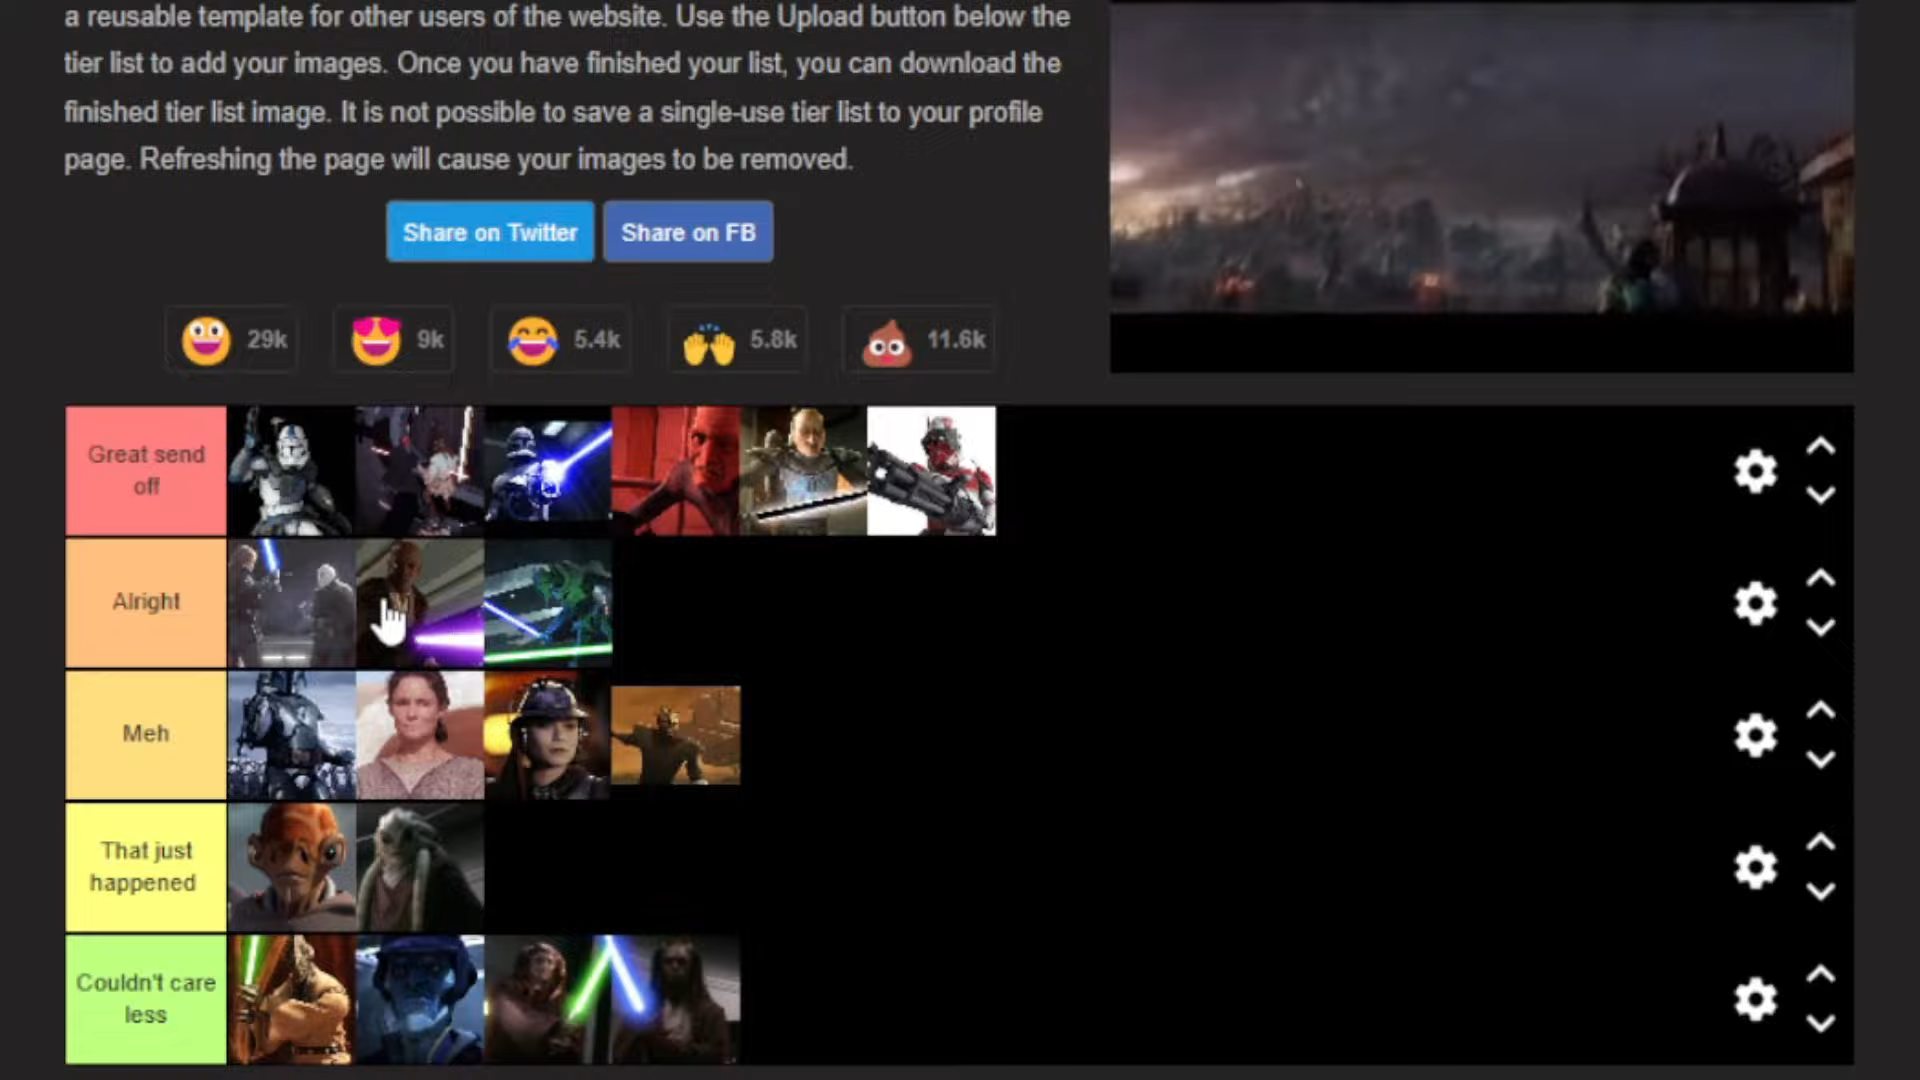 a reusable template for other users of the website. Use the Upload button below the
tier list to add your images. Once you have finished your list, you can download the
finished tier list image. It is not possible to save a single-use tier list to your profile
page. Refreshing the page will cause your images to be removed.
Share on Twitter
Share on FB
29k
9k
5.4k
5.8k
11.6k
Great send
off
Alright
Meh
That just
happened
Couldn't care
less